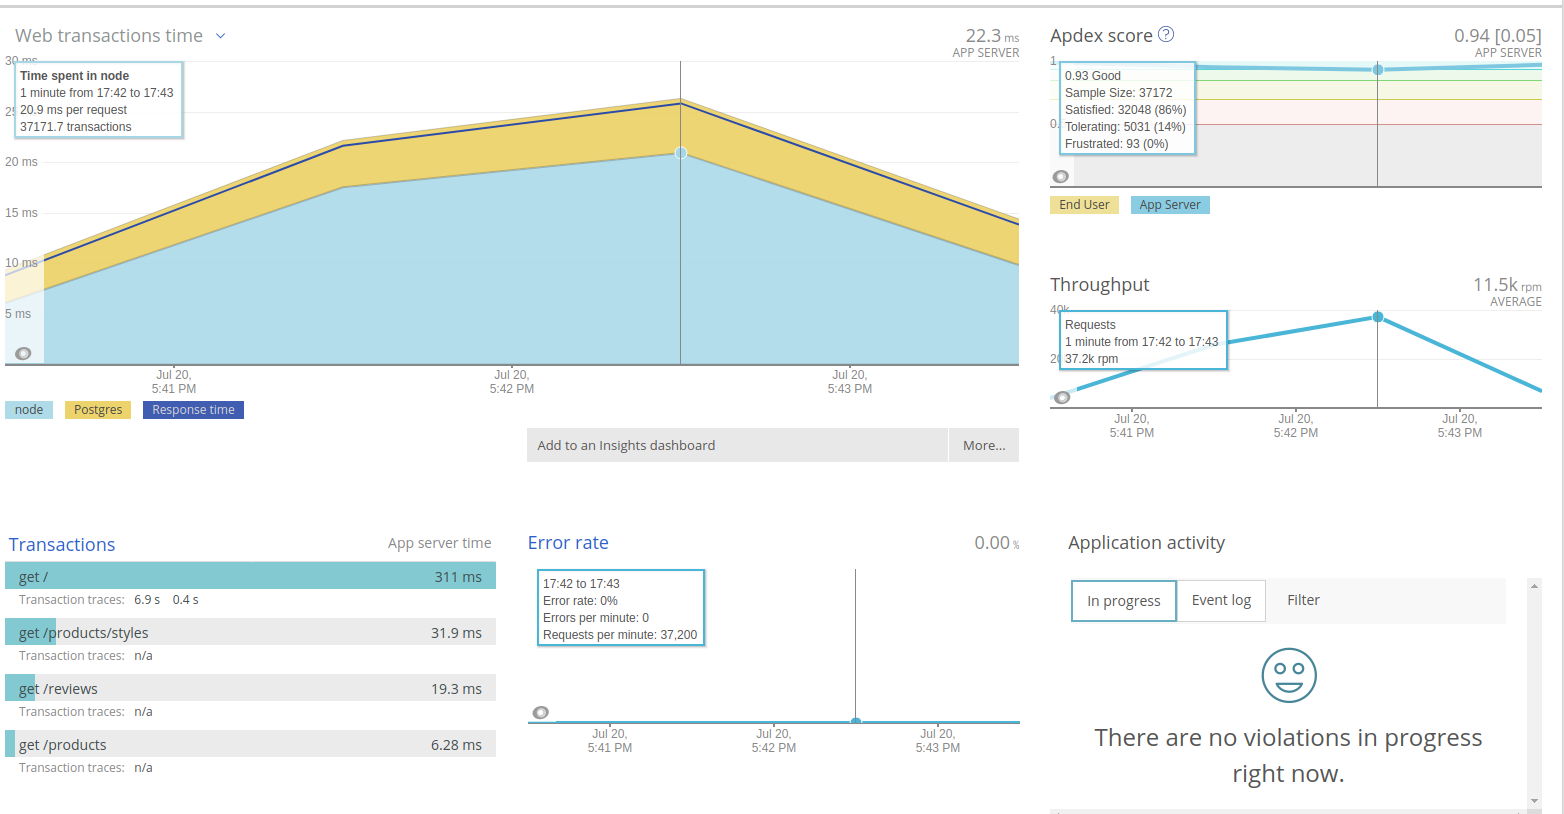 Web transactions time
22.3 ms
APP SERVER
30 ms
Time spent in node
1 minute from 17:42 to 17:43
20.9 ms per request
37171.7 transactions
20 ms
15 ms
10 ms
5 ms
Jul 20,
5:41 PM
Jul 20,
5:42 PM
Jul 20,
5:43 PM
node
Postgres
Response time
Add to an Insights dashboard
More...
Apdex score ?
0.94 [0.05]
APP SERVER
1
0.93 Good
Sample Size: 37172
Satisfied: 32048 (86%)
Tolerating: 5031 (14%)
Frustrated: 93 (0%)
End User
App Server
Throughput
11.5k rpm
AVERAGE
40k
Requests
1 minute from 17:42 to 17:43
37.2k rpm
Jul 20,
5:41 PM
Jul 20,
5:42 PM
Jul 20,
5:43 PM
Transactions
App server time
get /
311 ms
Transaction traces: 6.9 s 0.4 s
get /products/styles
31.9 ms
Transaction traces: n/a
get /reviews
19.3 ms
Transaction traces: n/a
get /products
6.28 ms
Transaction traces: n/a
Error rate
0.00 %
17:42 to 17:43
Error rate: 0%
Errors per minute: 0
Requests per minute: 37,200
Jul 20,
5:41 PM
Jul 20,
5:42 PM
Jul 20,
5:43 PM
Application activity
In progress
Event log
Filter
There are no violations in progress
right now.